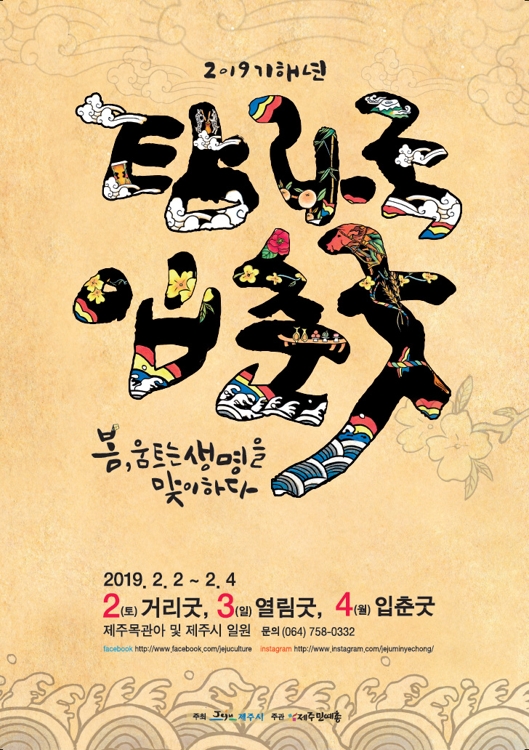 2019기해년
탐나국
입춘굿
봄, 움트는 생명을
맞이하다
2019. 2. 2 ~ 2. 4
2(토) 거리굿, 3(일) 열림굿, 4(월) 입춘굿
제주목관아 및 제주시 일원 문의 (064) 758-0332
facebook http://www.facebook.com/jejuculture instagram http://www.instagram.com/jejuminyechong/
주최 제주시 주관 제주민예총